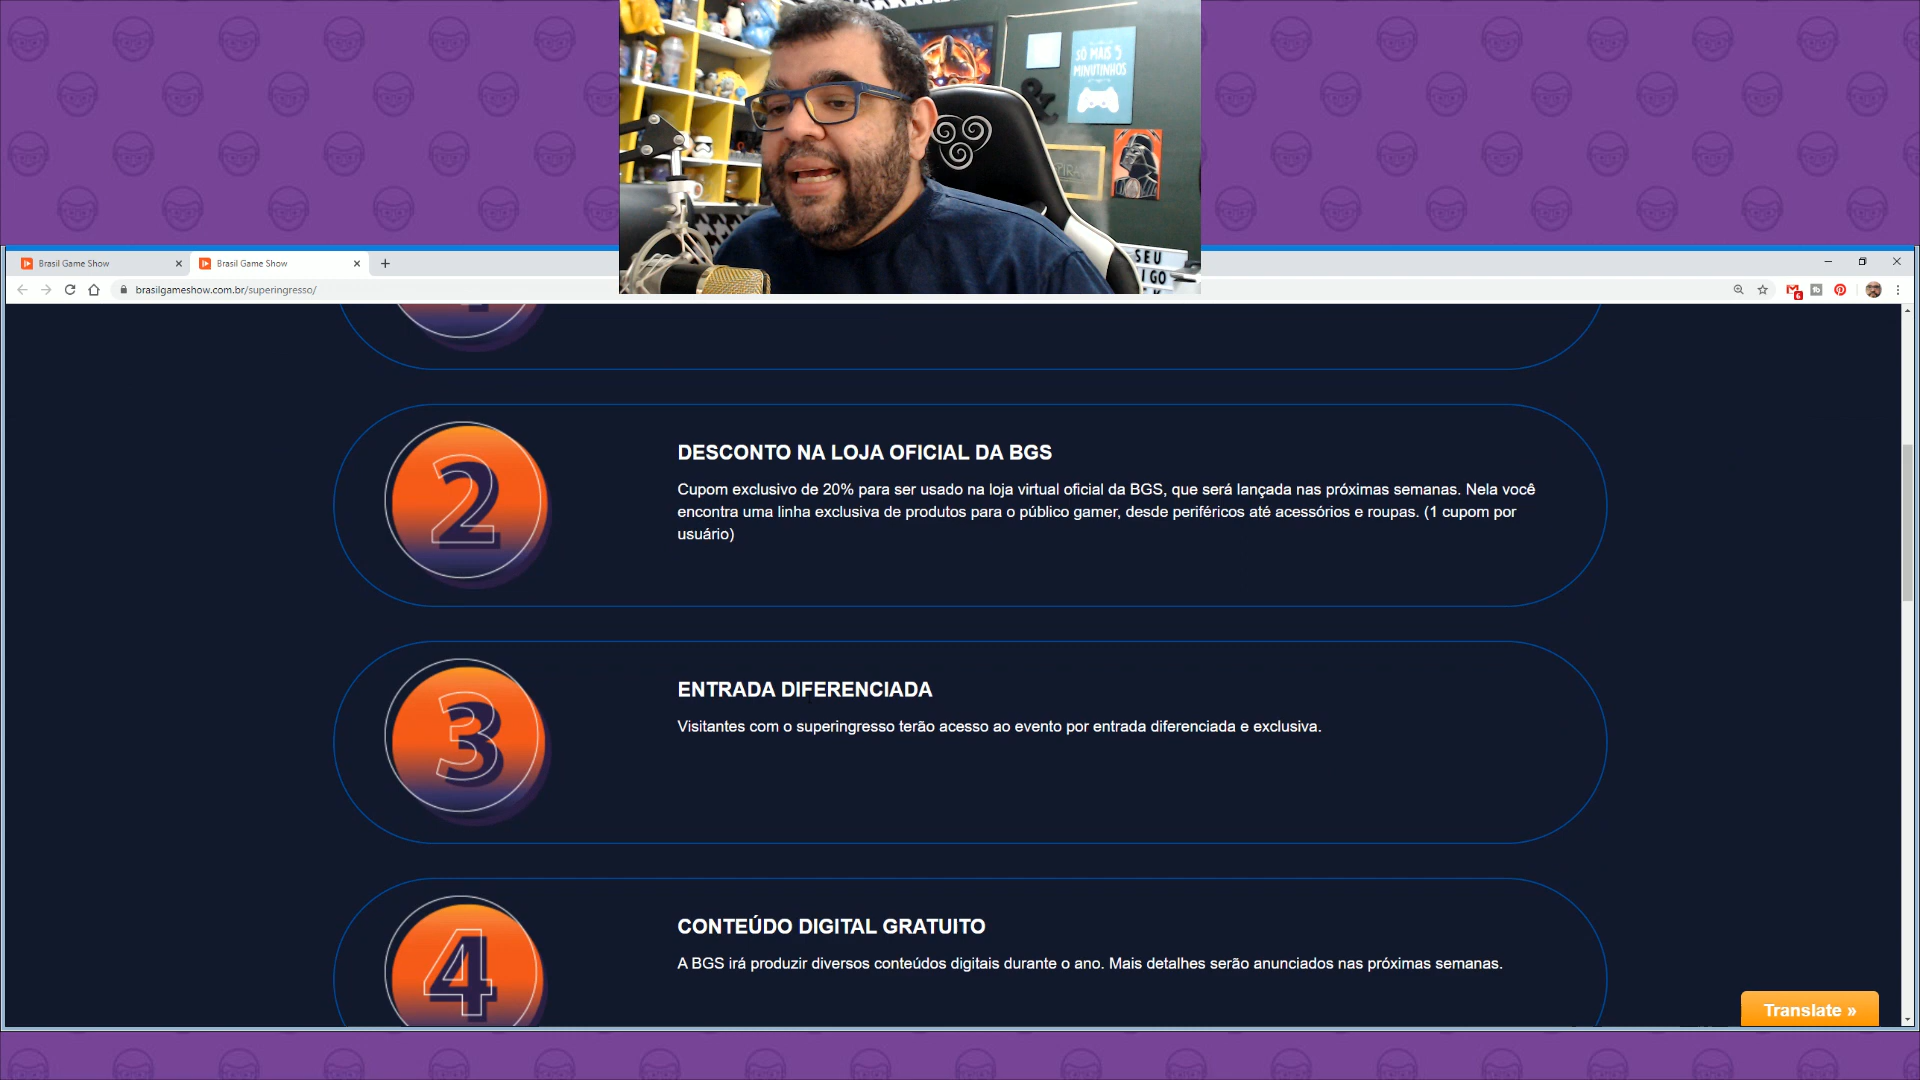 SÓ MAIS 5
MINUTINHOS
SEU
Brasil Game Show
Brasil Game Show
brasilgameshow.com.br/superingresso/
2
DESCONTO NA LOJA OFICIAL DA BGS
Cupom exclusivo de 20% para ser usado na loja virtual oficial da BGS, que será lançada nas próximas semanas. Nela você
encontra uma linha exclusiva de produtos para o público gamer, desde periféricos até acessórios e roupas. (1 cupom por
usuário)
3
ENTRADA DIFERENCIADA
Visitantes com o superingresso terão acesso ao evento por entrada diferenciada e exclusiva.
4
CONTEÚDO DIGITAL GRATUITO
A BGS irá produzir diversos conteúdos digitais durante o ano. Mais detalhes serão anunciados nas próximas semanas.
Translate »